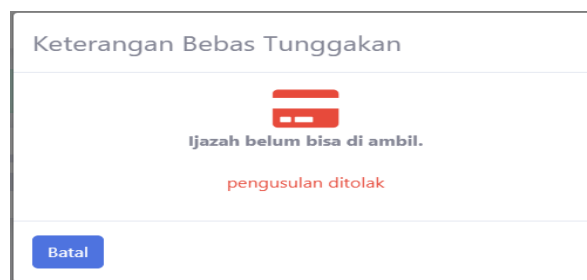 Keterangan Bebas Tunggakan
Ijazah belum bisa di ambil.
pengusulan ditolak
Batal